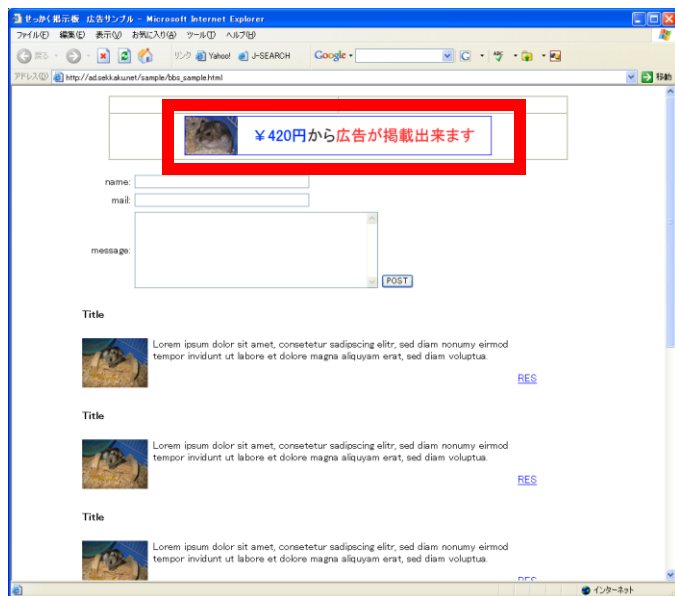 せっかく掲示板 広告サンプル - Microsoft Internet Explorer
ファイル(F) 編集(E) 表示(V) お気に入り(A) ツール(T) ヘルプ(H)
戻る リンク Yahoo! J-SEARCH Google
アドレス(D) http://ad.sekkaku.net/sample/bbs_sample.html 移動
￥420円から広告が掲載出来ます
name:
mail:
message:
POST
Title
Lorem ipsum dolor sit amet, consetetur sadipscing elitr, sed diam nonumy eirmod
tempor invidunt ut labore et dolore magna aliquyam erat, sed diam voluptua.
RES
Title
Lorem ipsum dolor sit amet, consetetur sadipscing elitr, sed diam nonumy eirmod
tempor invidunt ut labore et dolore magna aliquyam erat, sed diam voluptua.
RES
Title
Lorem ipsum dolor sit amet, consetetur sadipscing elitr, sed diam nonumy eirmod
tempor invidunt ut labore et dolore magna aliquyam erat, sed diam voluptua.
RES
インターネット